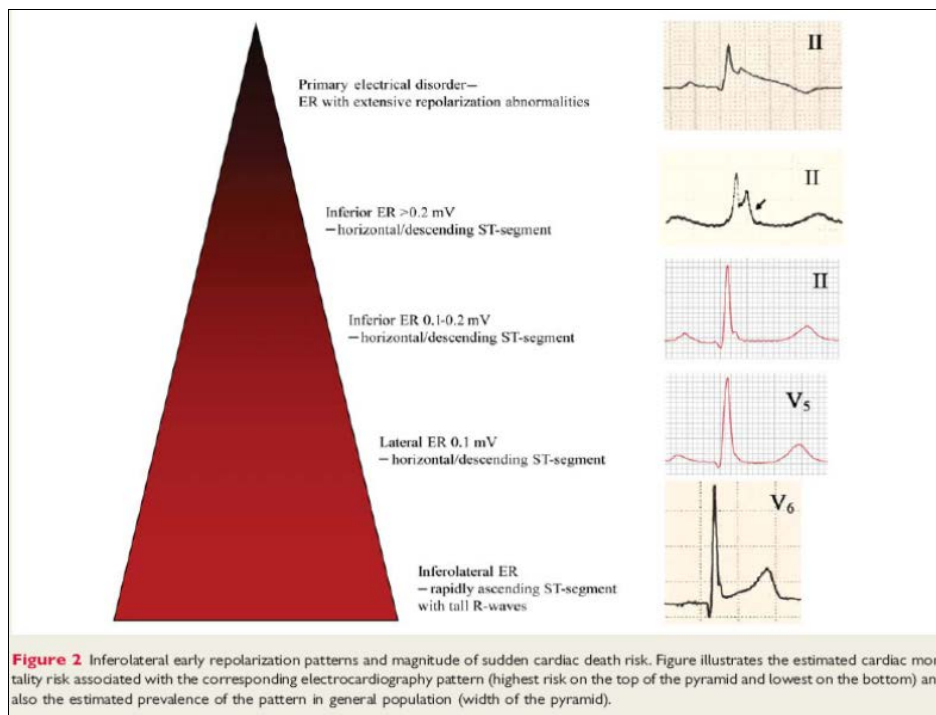 II
Primary electrical disorder–
ER with extensive repolarization abnormalities
II
Inferior ER >0.2 mV
– horizontal/descending ST-segment
II
Inferior ER 0.1-0.2 mV
– horizontal/descending ST-segment
V5
Lateral ER 0.1 mV
– horizontal/descending ST-segment
V6
Inferolateral ER
– rapidly ascending ST-segment
with tall R-waves
Figure 2 Inferolateral early repolarization patterns and magnitude of sudden cardiac death risk. Figure illustrates the estimated cardiac mor
tality risk associated with the corresponding electrocardiography pattern (highest risk on the top of the pyramid and lowest on the bottom) an
also the estimated prevalence of the pattern in general population (width of the pyramid).